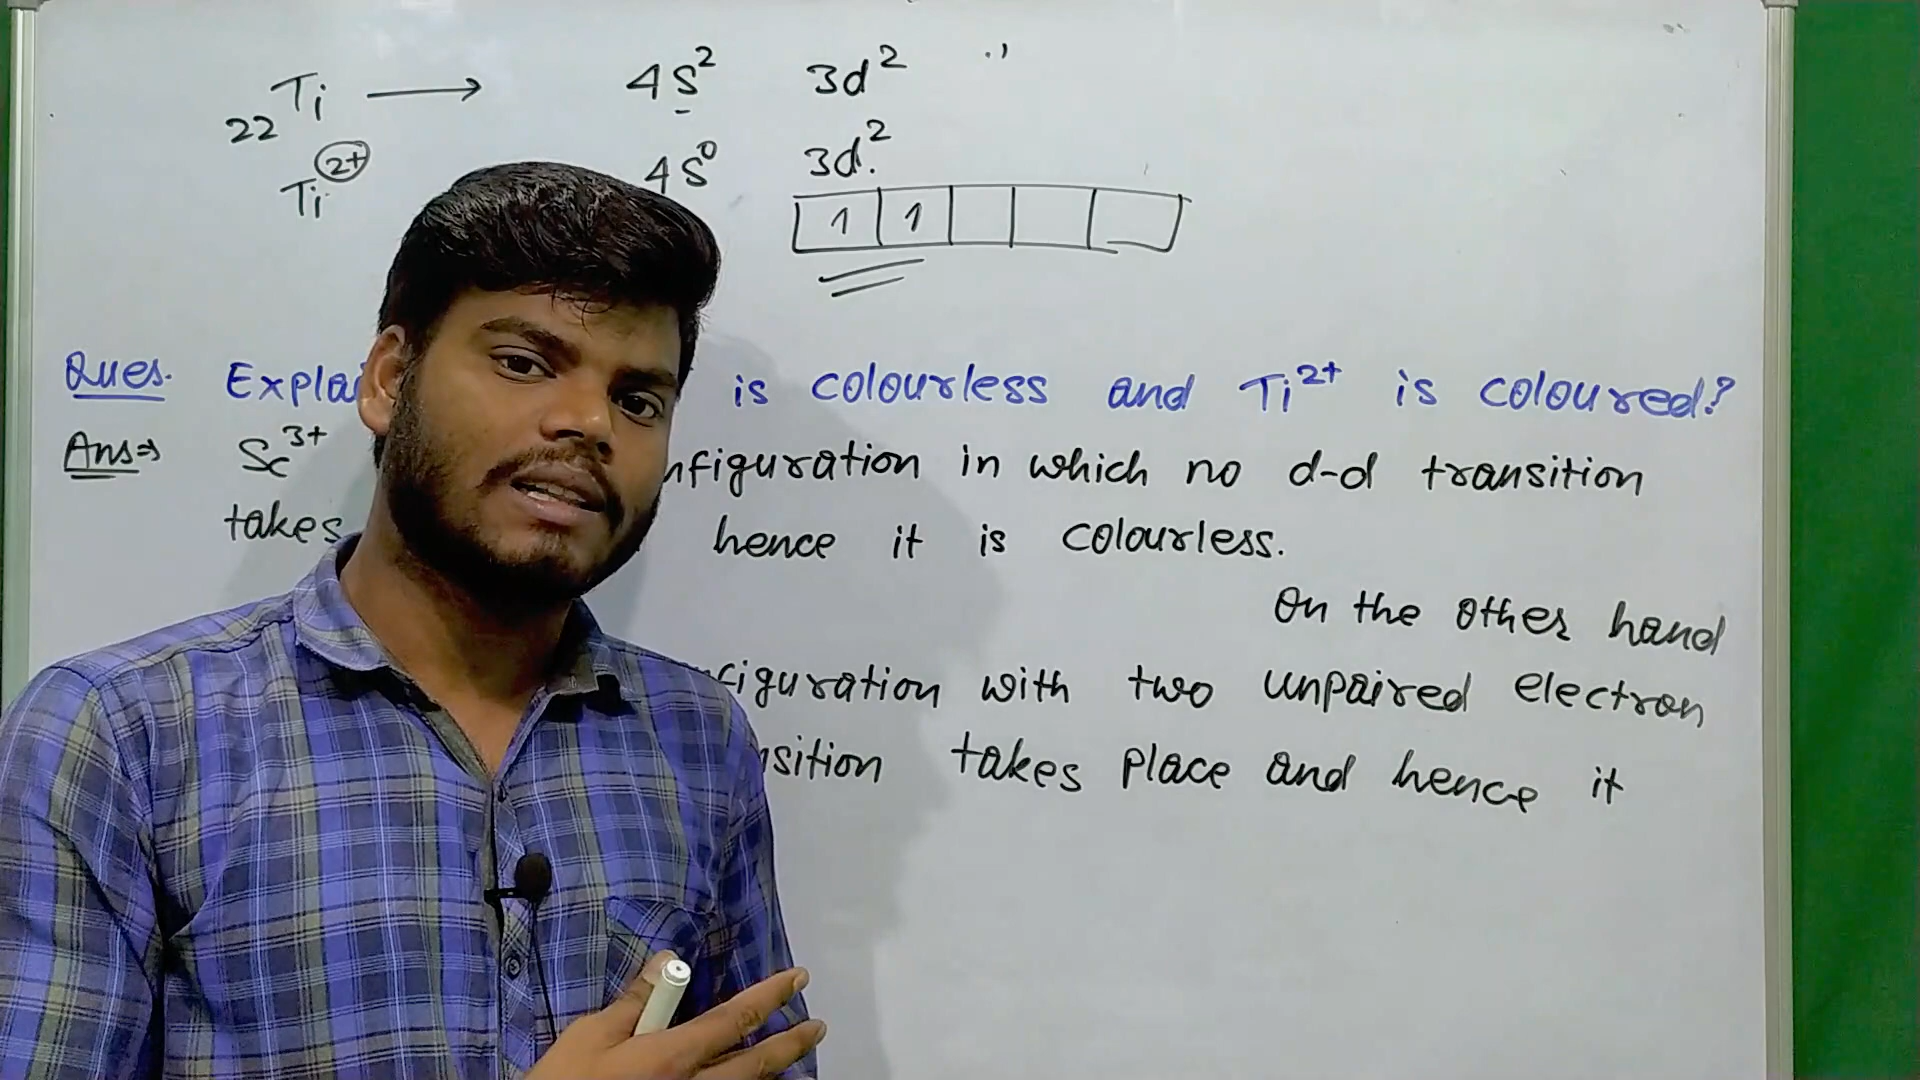 22Ti → 4s² 3d²
Ti²⁺ 4s⁰ 3d².
1 1
Ques. Explai is colourless and Ti²⁺ is coloured?
Ans⇒ Sc³⁺ nfiguration in which no d-d transition
takes hence it is colourless.
On the other hand
figuration with two unpaired electron
nsition takes place and hence it